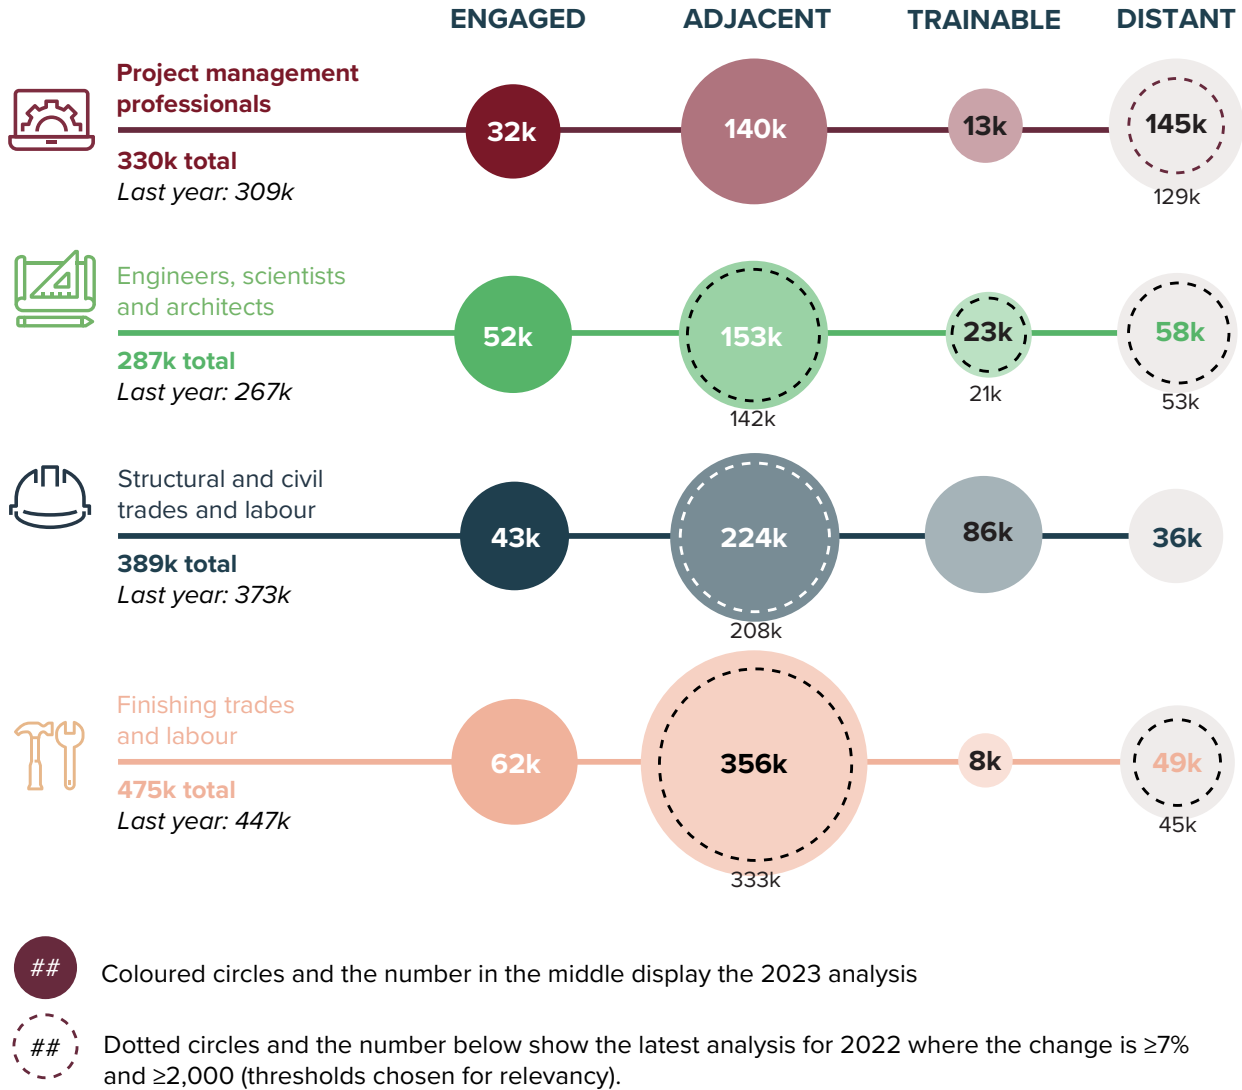 ENGAGED ADJACENT TRAINABLE DISTANT
Project management
professionals
32k 140k 13k 145k
330k total
Last year: 309k
129k
Engineers, scientists
and architects
52k 153k 23k 58k
287k total
Last year: 267k
142k 21k 53k
Structural and civil
trades and labour
43k 224k 86k 36k
389k total
Last year: 373k
208k
Finishing trades
and labour
62k 356k 8k 49k
475k total
Last year: 447k
333k 45k
## Coloured circles and the number in the middle display the 2023 analysis
## Dotted circles and the number below show the latest analysis for 2022 where the change is ≥7%
and ≥2,000 (thresholds chosen for relevancy).